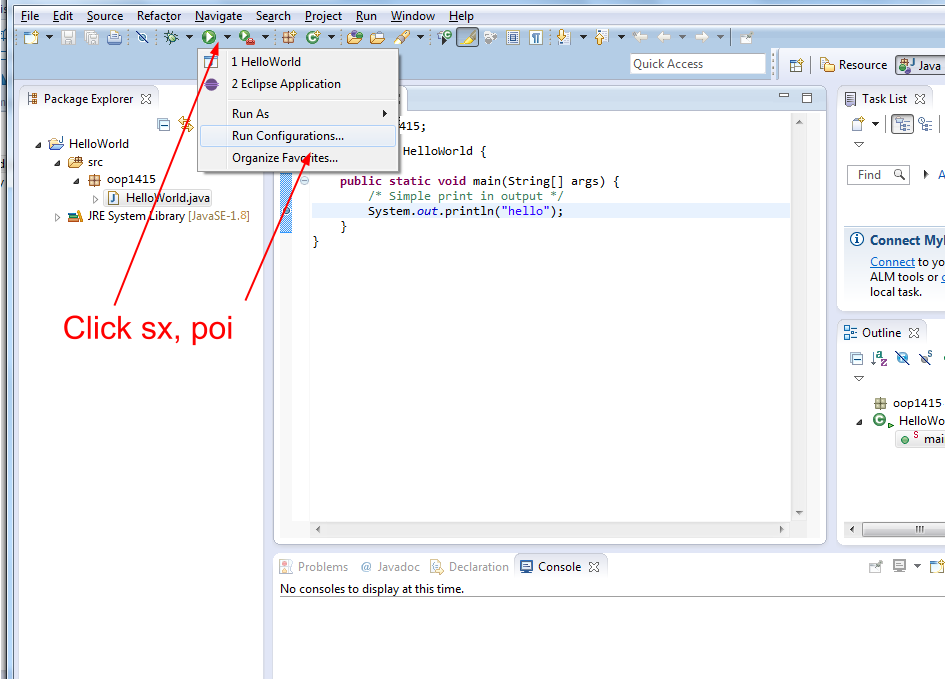 File Edit Source Refactor Navigate Search Project Run Window Help
Quick Access
Resource
Java
Package Explorer
HelloWorld
src
oop1415
HelloWorld.java
JRE System Library [JavaSE-1.8]
1 HelloWorld
2 Eclipse Application
Run As
Run Configurations...
Organize Favorites...
Click sx, poi
415;
HelloWorld {
public static void main(String[] args) {
/* Simple print in output */
System.out.println("hello");
}
}
Task List
Find
A
Connect Myl
Connect to yo
ALM tools or c
local task.
Outline
oop1415
HelloWo
mai
Problems @ Javadoc Declaration Console
No consoles to display at this time.